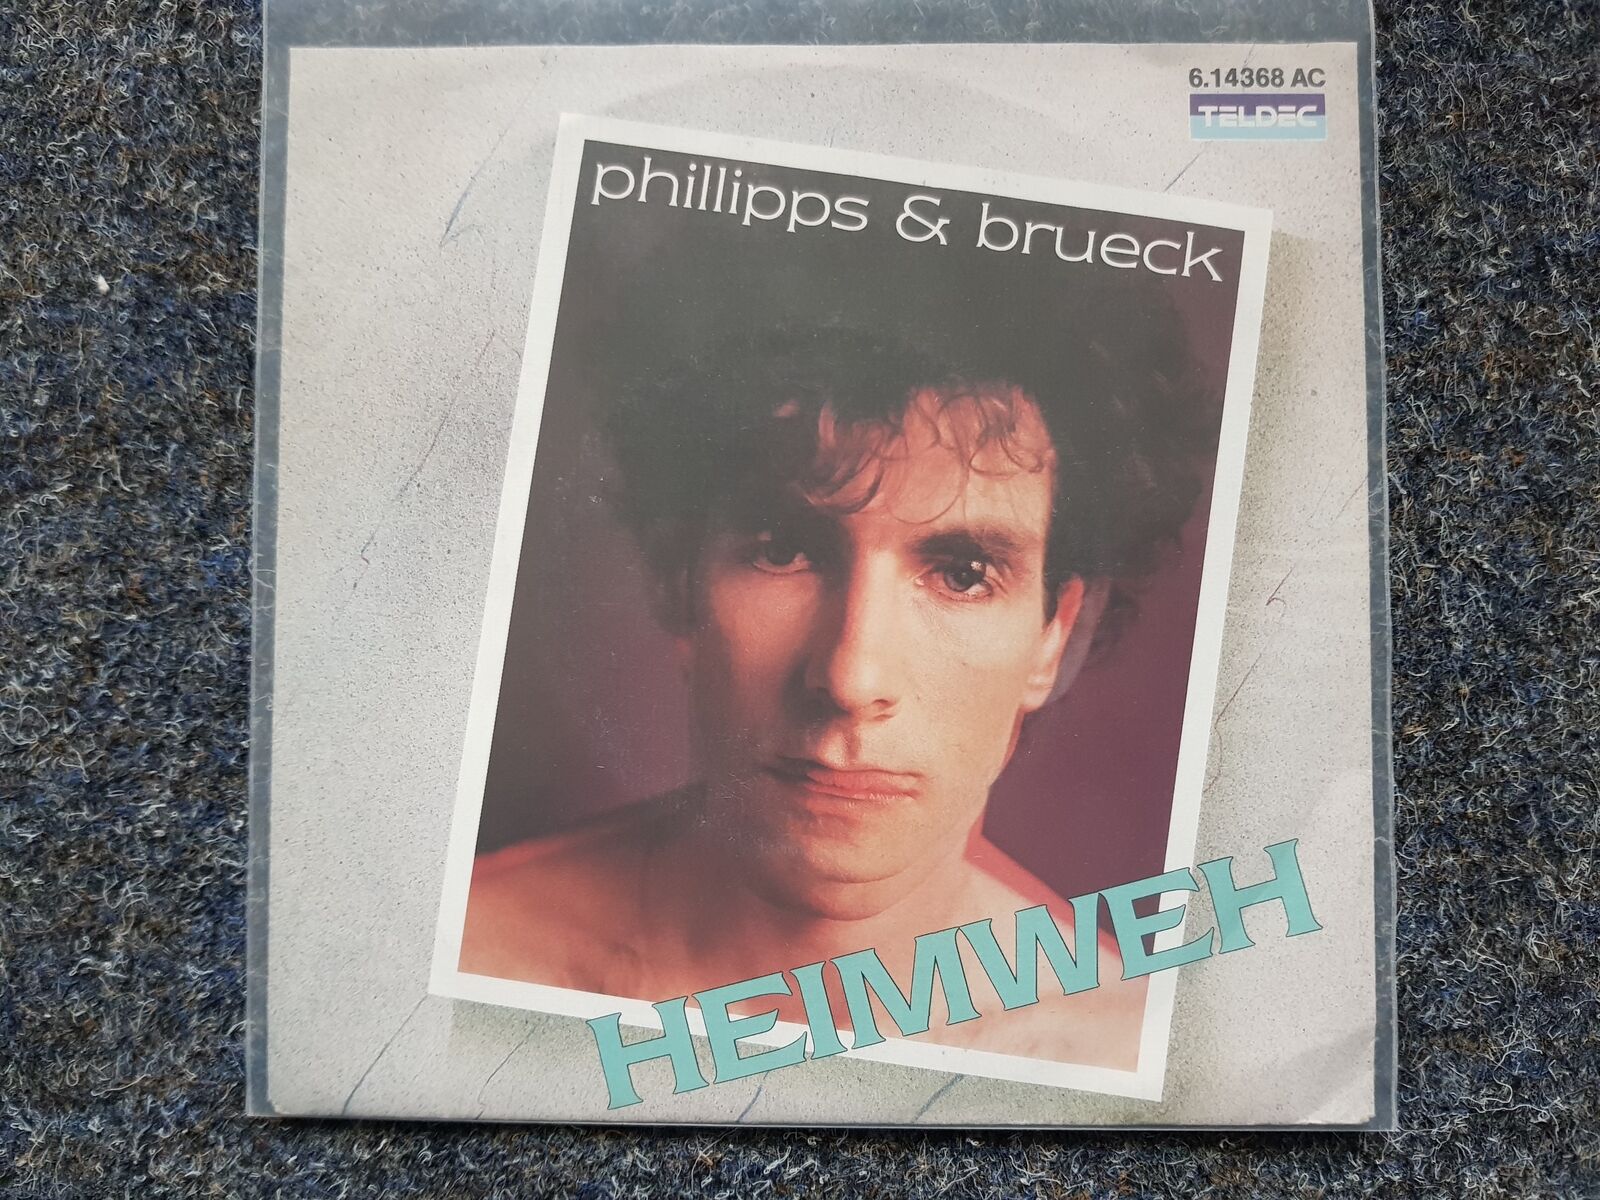 6.14368 AC
TELDEC
phillipps & brueck
HEIMWEH